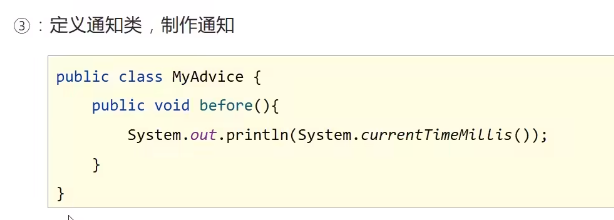 ③：定义通知类，制作通知
public class MyAdvice {
    public void before(){
        System.out.println(System.currentTimeMillis());
    }
}